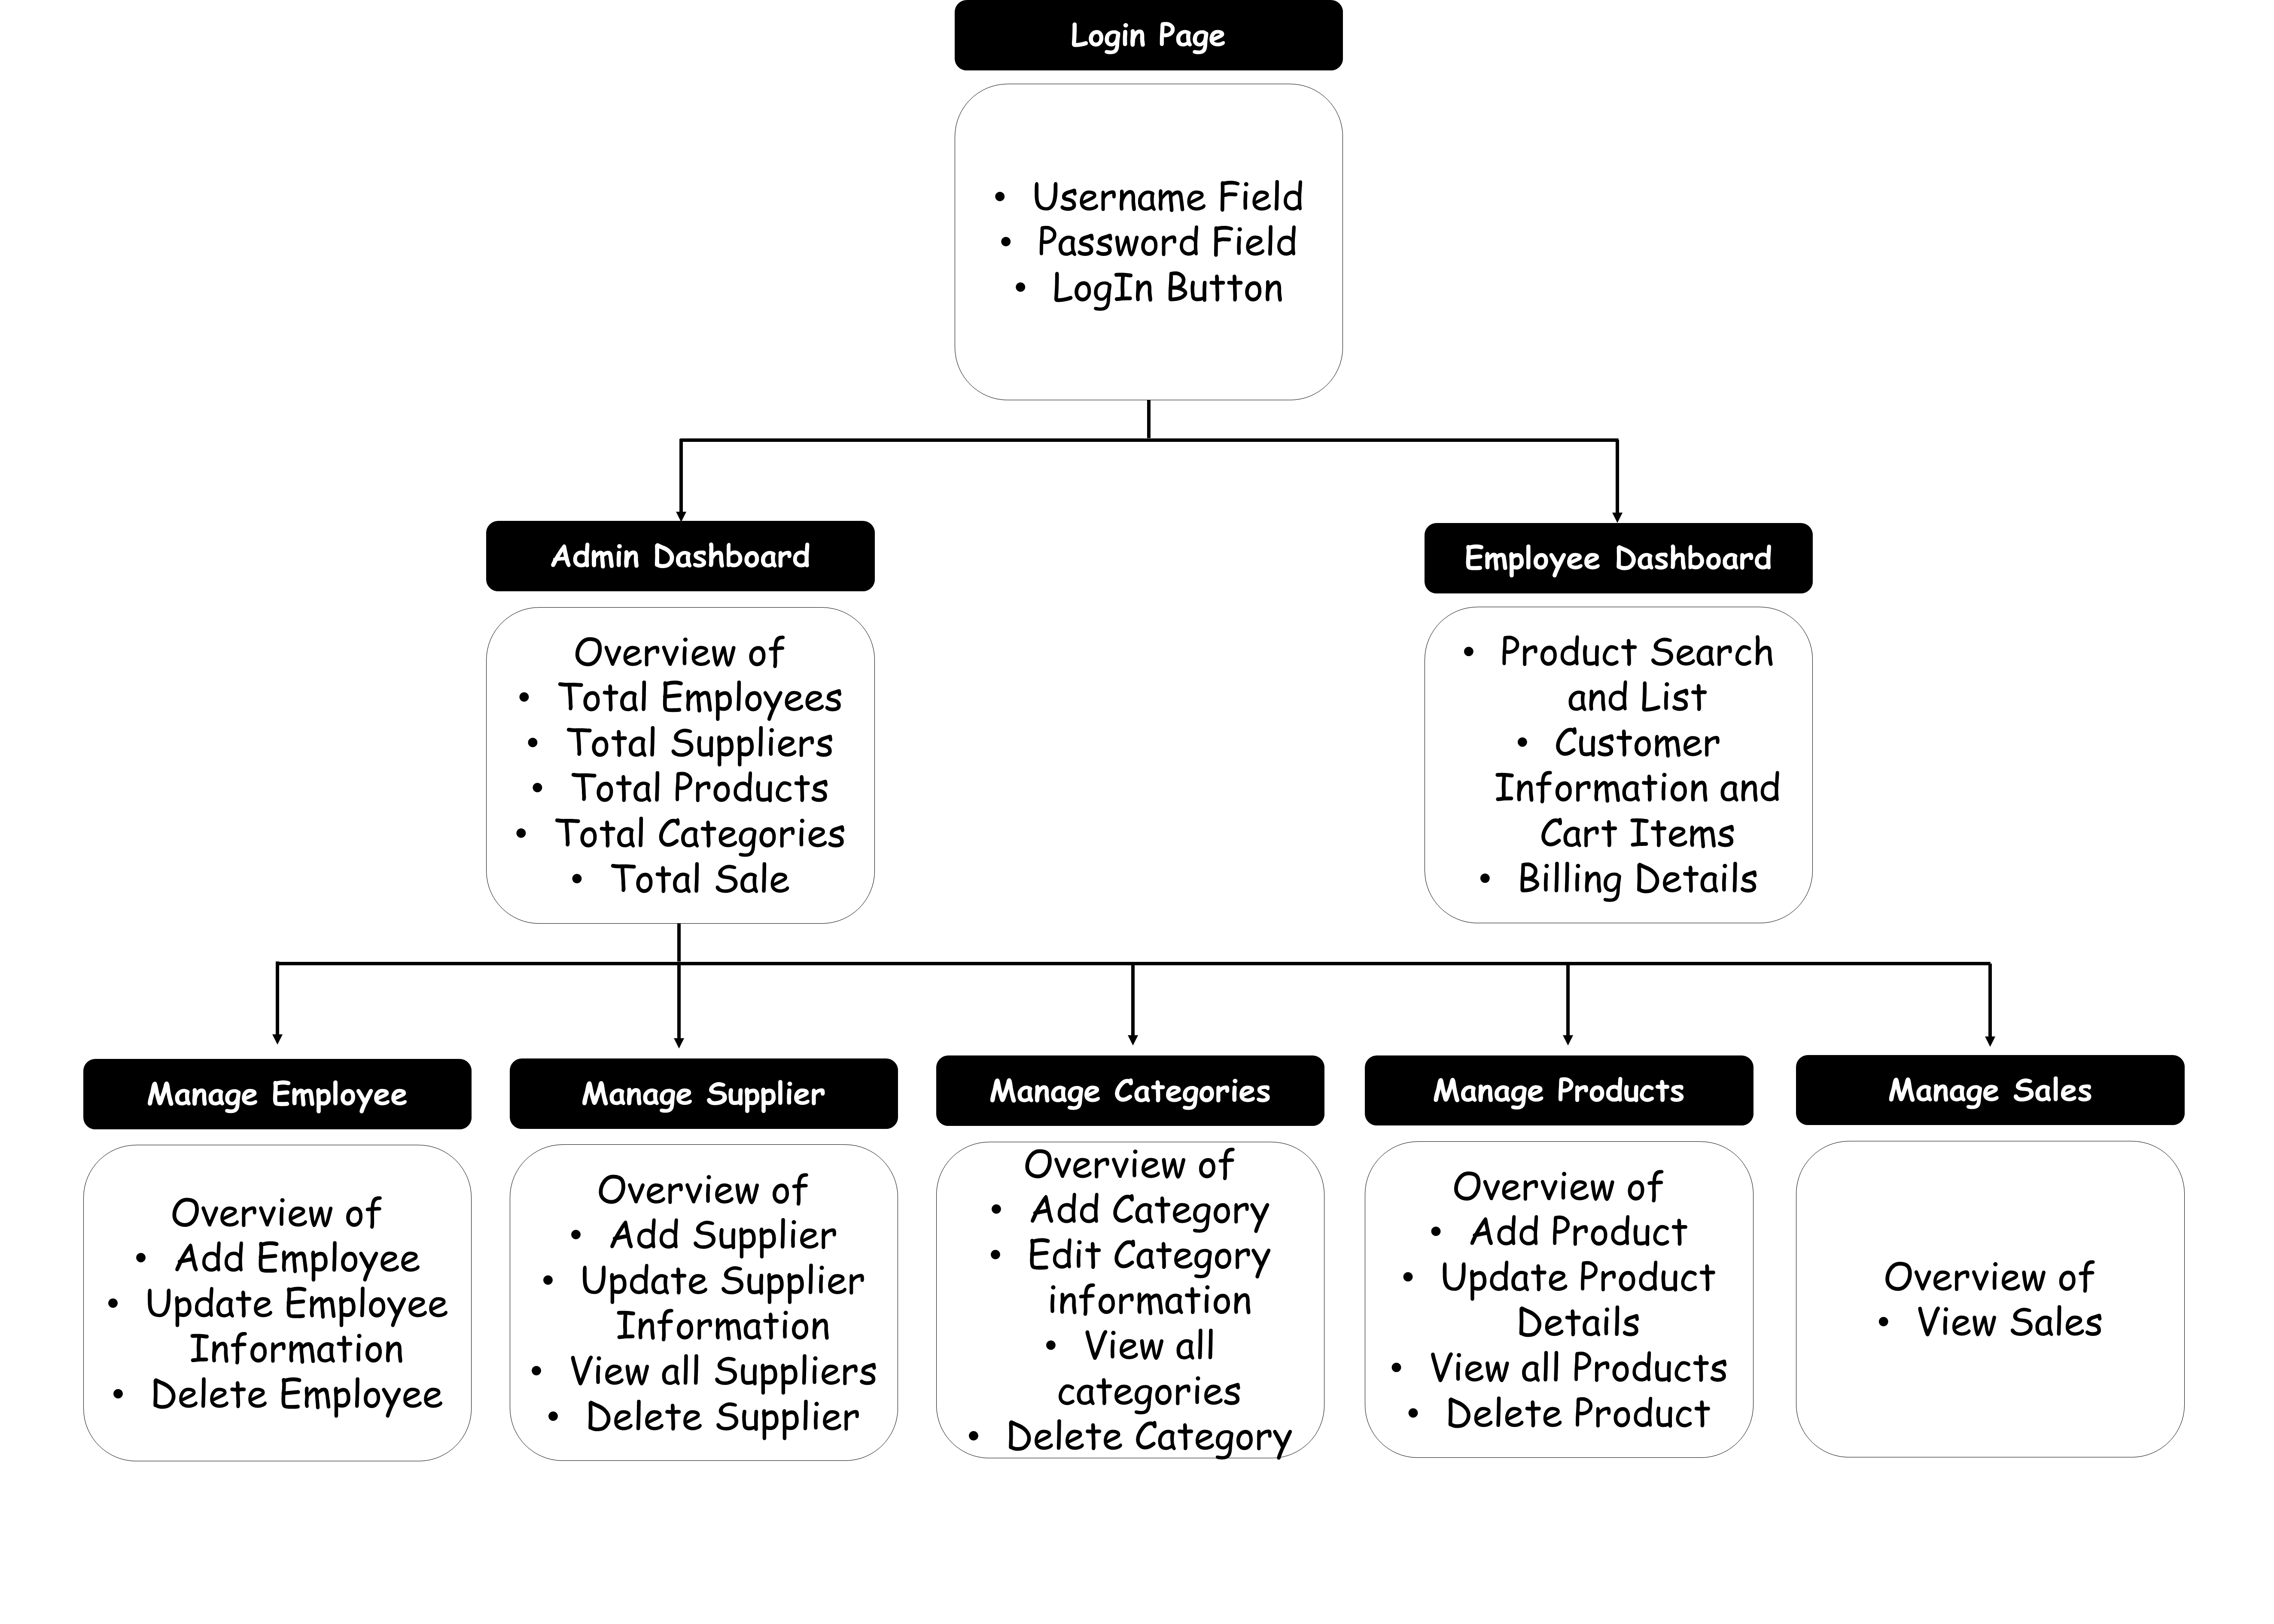 Login Page
• Username Field
• Password Field
• LogIn Button
Admin Dashboard
Overview of
• Total Employees
• Total Suppliers
• Total Products
• Total Categories
• Total Sale
Employee Dashboard
• Product Search
and List
• Customer
Information and
Cart Items
• Billing Details
Manage Employee
Overview of
• Add Employee
• Update Employee
Information
• Delete Employee
Manage Supplier
Overview of
• Add Supplier
• Update Supplier
Information
• View all Suppliers
• Delete Supplier
Manage Categories
Overview of
• Add Category
• Edit Category
information
• View all
categories
• Delete Category
Manage Products
Overview of
• Add Product
• Update Product
Details
• View all Products
• Delete Product
Manage Sales
Overview of
• View Sales